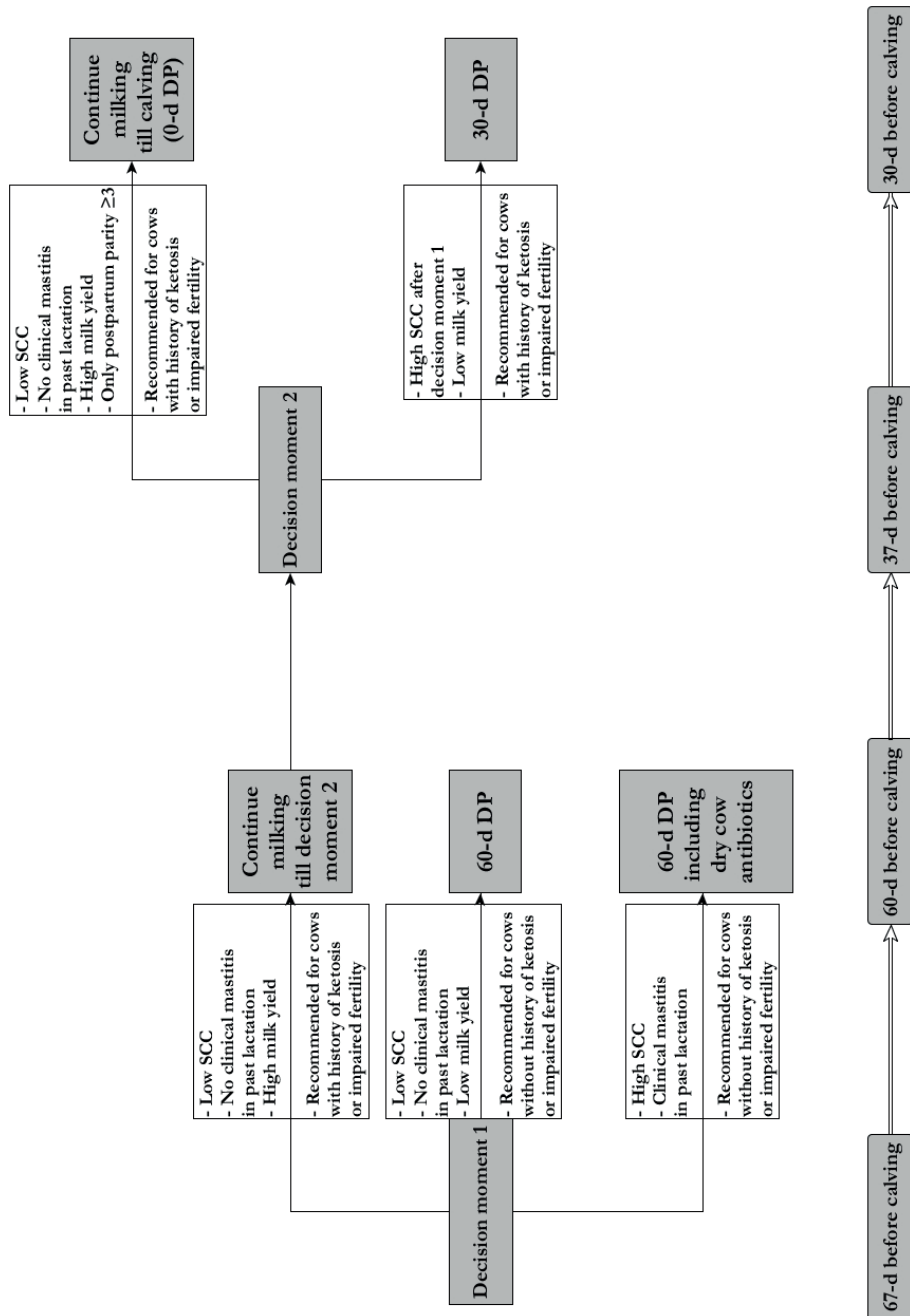 Decision moment 1
- Low SCC
- No clinical mastitis
in past lactation
- High milk yield
- Recommended for cows
with history of ketosis
or impaired fertility
Continue
milking
till decision
moment 2
- Low SCC
- No clinical mastitis
in past lactation
- Low milk yield
- Recommended for cows
without history of ketosis
or impaired fertility
60-d DP
- High SCC
- Clinical mastitis
in past lactation
- Recommended for cows
without history of ketosis
or impaired fertility
60-d DP
including
dry cow
antibiotics
Decision moment 2
- Low SCC
- No clinical mastitis
in past lactation
- High milk yield
- Only postpartum parity ≥3
- Recommended for cows
with history of ketosis
or impaired fertility
Continue
milking
till calving
(0-d DP)
- High SCC after
decision moment 1
- Low milk yield
- Recommended for cows
with history of ketosis
or impaired fertility
30-d DP
67-d before calving
60-d before calving
37-d before calving
30-d before calving